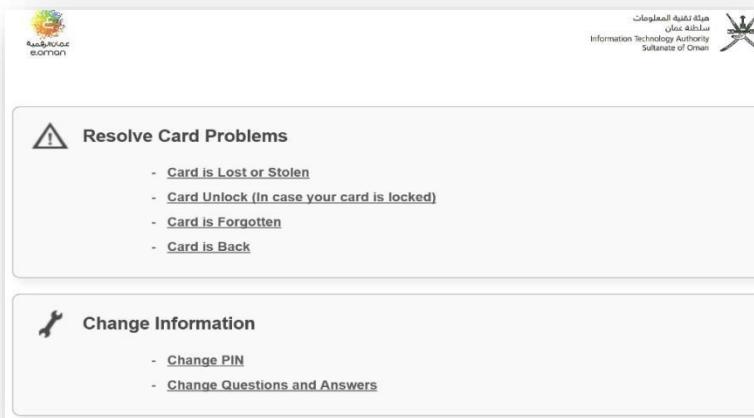 عمان الرقمية
e.oman
هيئة تقنية المعلومات
سلطنة عمان
Information Technology Authority
Sultanate of Oman
Resolve Card Problems
- Card is Lost or Stolen
- Card Unlock (In case your card is locked)
- Card is Forgotten
- Card is Back
Change Information
- Change PIN
- Change Questions and Answers